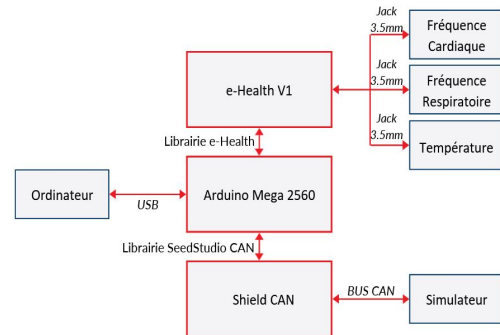 Jack
3.5mm
Fréquence
Cardiaque
e-Health V1
Jack
3.5mm
Fréquence
Respiratoire
Jack
3.5mm
Température
Librairie e-Health
Ordinateur
USB
Arduino Mega 2560
Librairie SeedStudio CAN
Shield CAN
BUS CAN
Simulateur